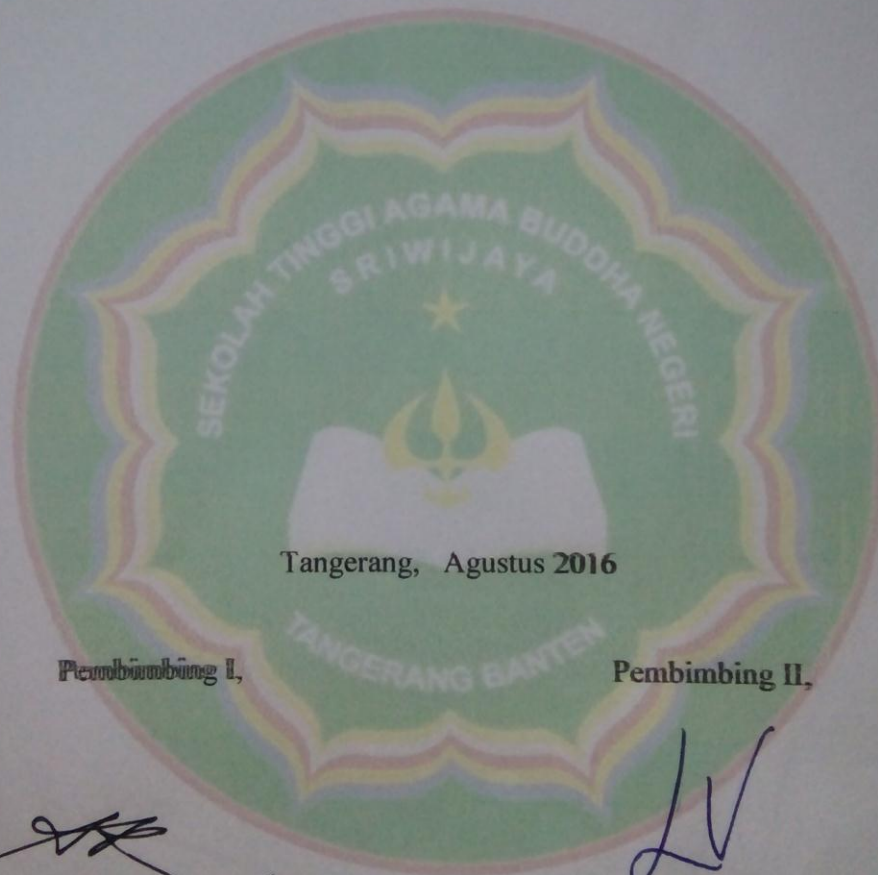 SEKOLAH TINGGI AGAMA BUDDHA NEGERI
SRIWIJAYA
Tangerang, Agustus 2016
TANGERANG BANTEN
Pembimbing I,
Pembimbing II,